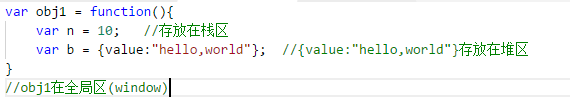 var obj1 = function(){
    var n = 10;   //存放在栈区
    var b = {value:"hello,world"};  //{value:"hello,world"}存放在堆区
}
//obj1在全局区(window)